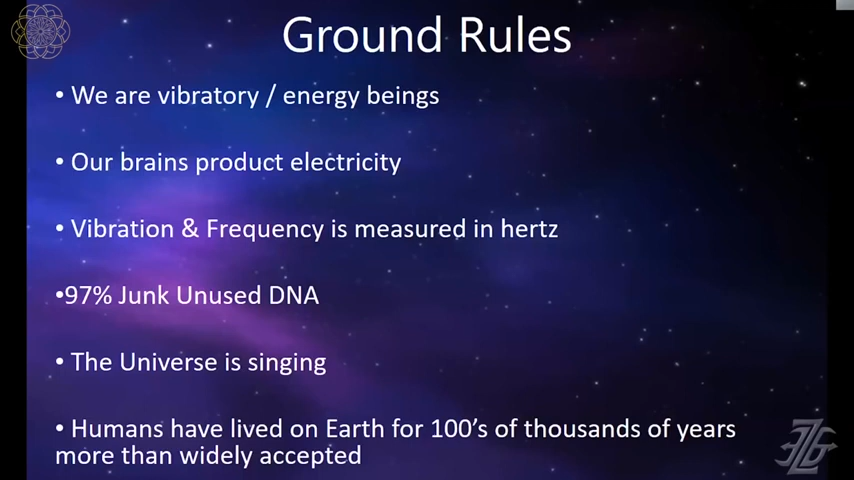 Ground Rules
• We are vibratory / energy beings
• Our brains product electricity
• Vibration & Frequency is measured in hertz
•97% Junk Unused DNA
• The Universe is singing
• Humans have lived on Earth for 100's of thousands of years
more than widely accepted